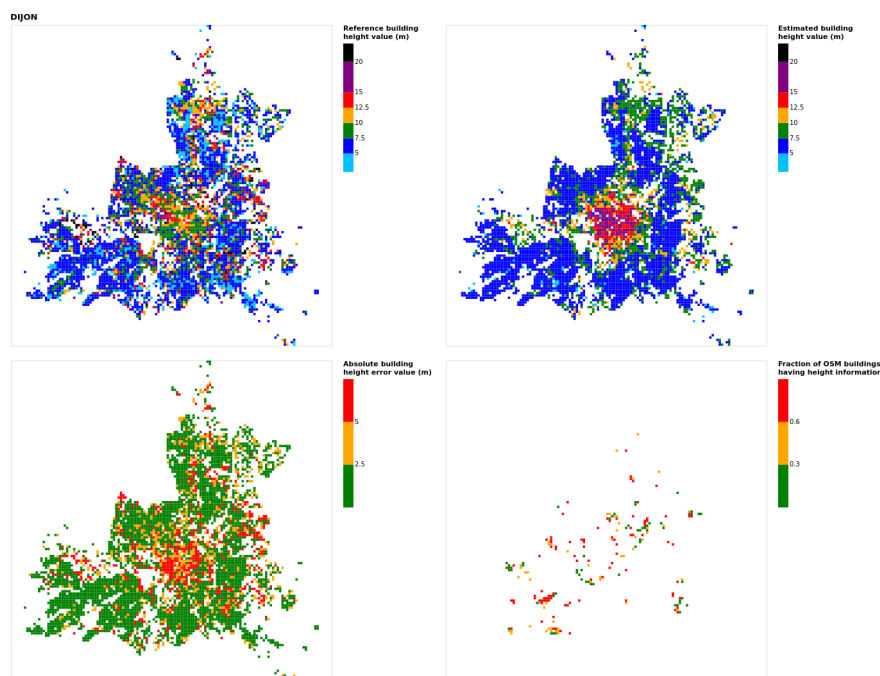 DIJON
Reference building
height value (m)
20
15
12.5
10
7.5
5
Estimated building
height value (m)
20
15
12.5
10
7.5
5
Absolute building
height error value (m)
5
2.5
Fraction of OSM buildings
having height information
0.6
0.3